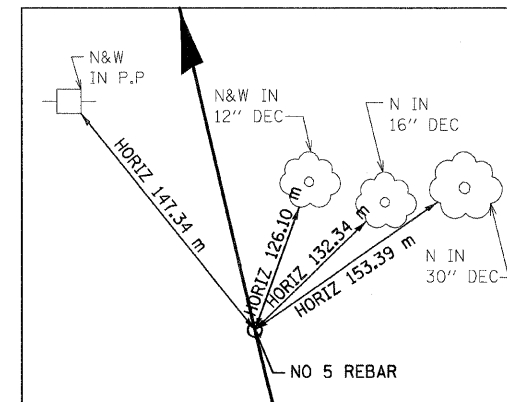 N&W
IN P.P
N&W IN
12" DEC
N IN
16" DEC
HORIZ 147.34 m
HORIZ 126.10 m
HORIZ 132.34 m
HORIZ 153.39 m
N IN
30" DEC
NO 5 REBAR